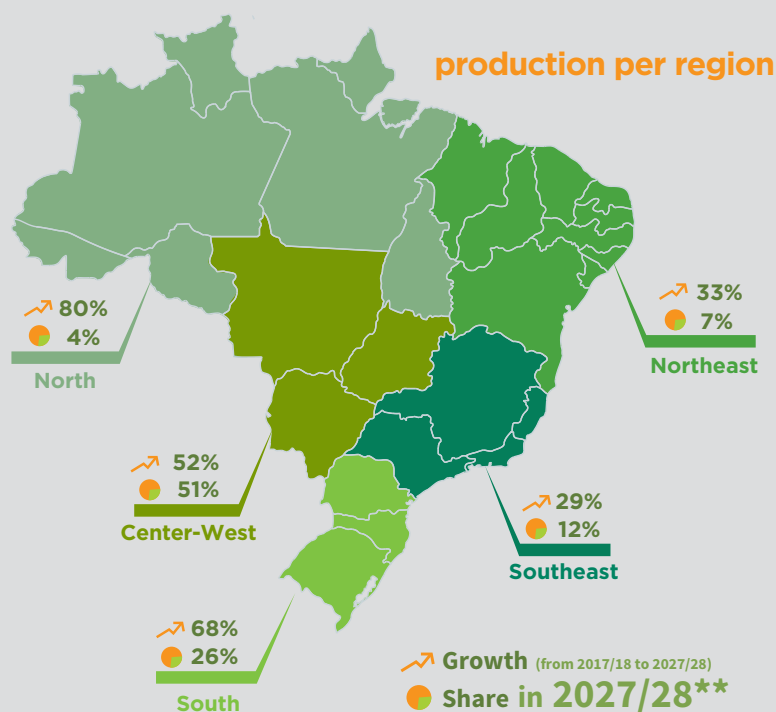 production per region
80%
4%
North
33%
7%
Northeast
52%
51%
Center-West
29%
12%
Southeast
68%
26%
South
Growth (from 2017/18 to 2027/28)
Share in 2027/28**